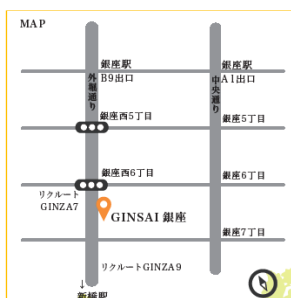 MAP
銀座駅
B9出口
銀座駅
A1出口
外堀通り
中央通り
銀座西5丁目
銀座5丁目
銀座西6丁目
銀座6丁目
リクルート
GINZA7
GINSAI 銀座
銀座7丁目
リクルートGINZA9
↓
新橋駅